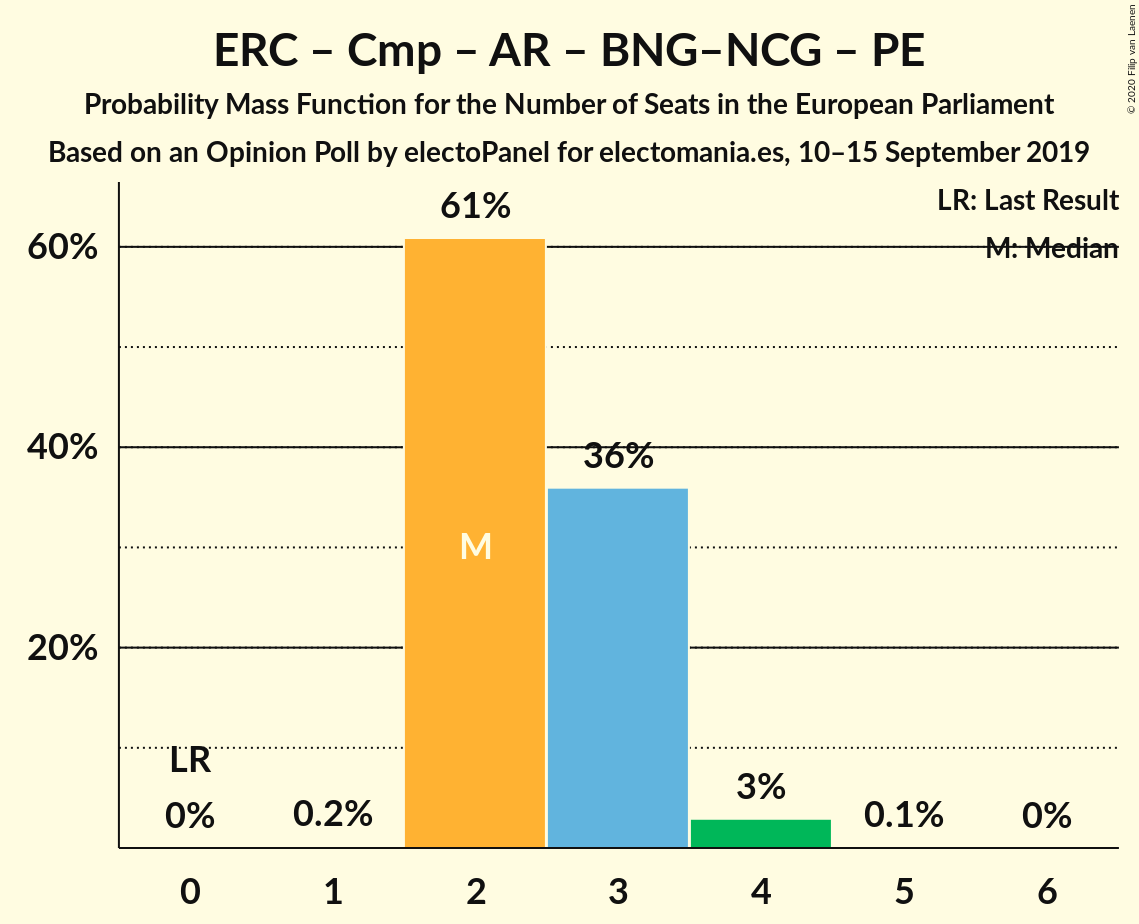 ERC – Cmp – AR – BNG–NCG – PE
Probability Mass Function for the Number of Seats in the European Parliament
Based on an Opinion Poll by electoPanel for electomania.es, 10–15 September 2019
© 2020 Filip van Laenen
LR: Last Result
M: Median
60%
40%
20%
61%
36%
M
LR
0%
0.2%
3%
0.1%
0%
0 1 2 3 4 5 6